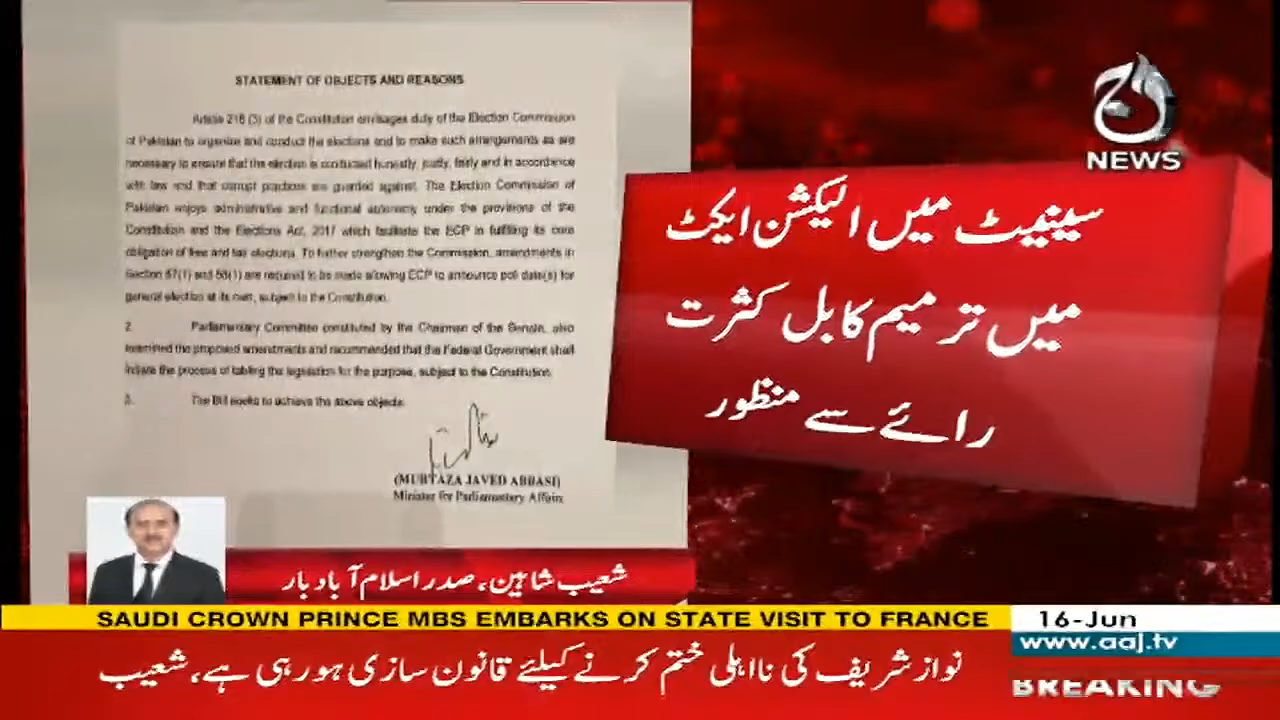 STATEMENT OF OBJECTS AND REASONS
Article 218 (3) of the Constitution envisages duty of the Election Commission
of Pakistan to organise and conduct the elections and to make such arrangements as are
necessary to ensure that the election is conducted honestly, justly, fairly and in accordance
with law and that corrupt practices are guarded against. The Election Commission of
Pakistan enjoys administrative and functional autonomy under the provisions of the
Constitution and the Elections Act, 2017 which facilitate the ECP in fulfilling its core
obligation of free and fair elections. To further strengthen the Commission, amendments in
Section 57(1) and 58(1) are required to be made allowing ECP to announce poll date(s) for
general election at its own, subject to the Constitution.
2. Parliamentary Committee constituted by the Chairman of the Senate, also
examined the proposed amendments and recommended that the Federal Government shall
initiate the process of tabling the legislation for the purpose, subject to the Constitution.
3. The Bill seeks to achieve the above objects.
(MURTAZA JAVED ABBASI)
Minister for Parliamentary Affairs
آج
NEWS
سینیٹ میں الیکشن ایکٹ
میں ترمیم کا بل کثرت
رائے سے منظور
شعیب شاہین، صدر اسلام آباد بار
SAUDI CROWN PRINCE MBS EMBARKS ON STATE VISIT TO FRANCE
16-Jun
www.aaj.tv
نواز شریف کی نااہلی ختم کرنے کیلئے قانون سازی ہورہی ہے، شعیب
BREAKING